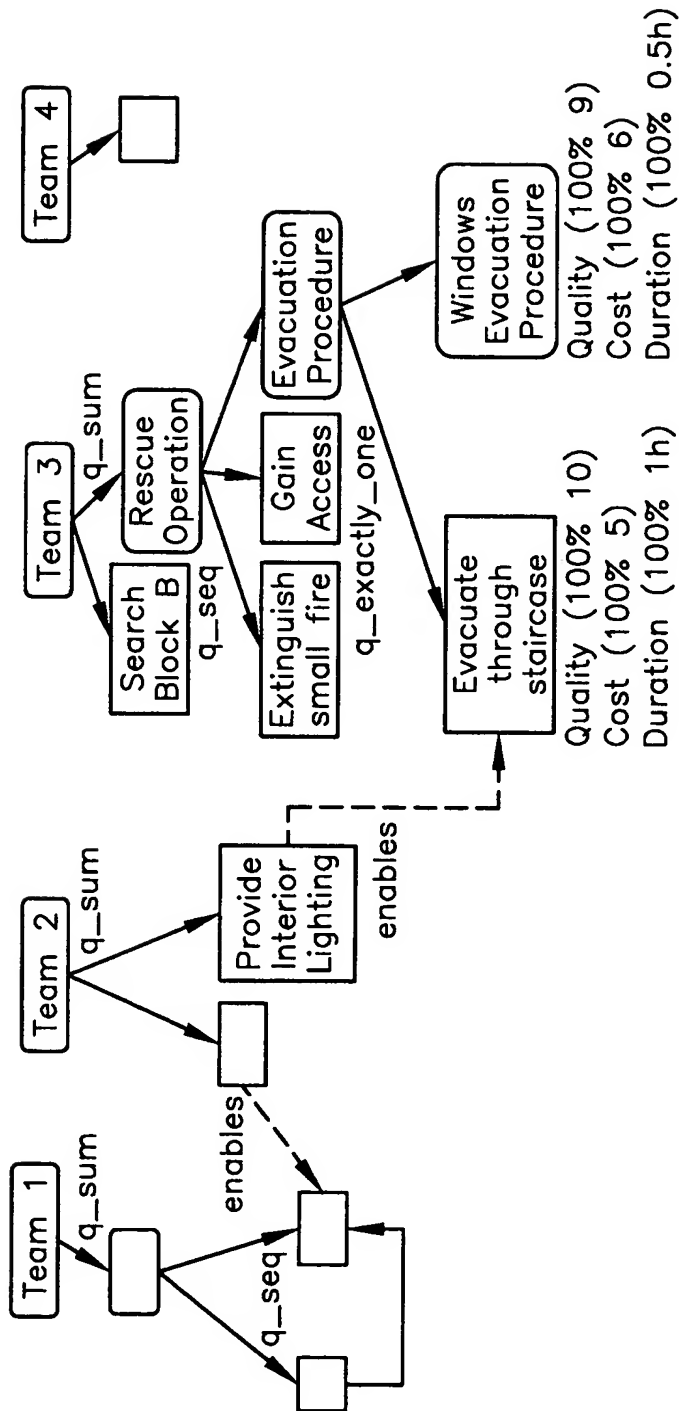 Team 1
q_sum
q_seq
enables
Team 2
q_sum
Provide
Interior
Lighting
enables
Team 3
q_sum
Search
Block B
q_seq
Rescue
Operation
Extinguish
small fire
Gain
Access
Evacuation
Procedure
q_exactly_one
Evacuate
through
staircase
Quality (100% 10)
Cost (100% 5)
Duration (100% 1h)
Windows
Evacuation
Procedure
Quality (100% 9)
Cost (100% 6)
Duration (100% 0.5h)
Team 4